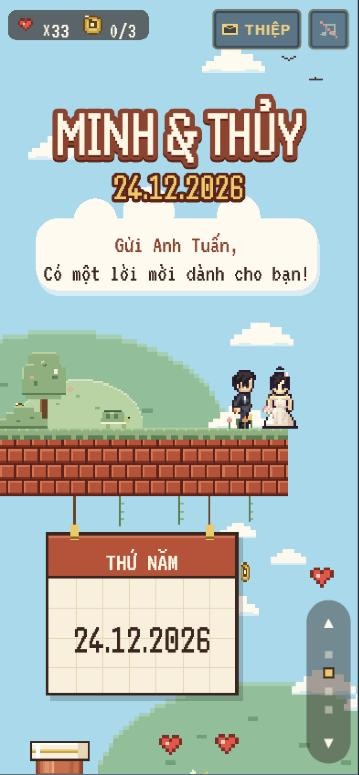 x33
0/3
THIỆP
MINH & THỦY
24.12.2026
Gửi Anh Tuấn,
Có một lời mời dành cho bạn!
THỨ NĂM
24.12.2026